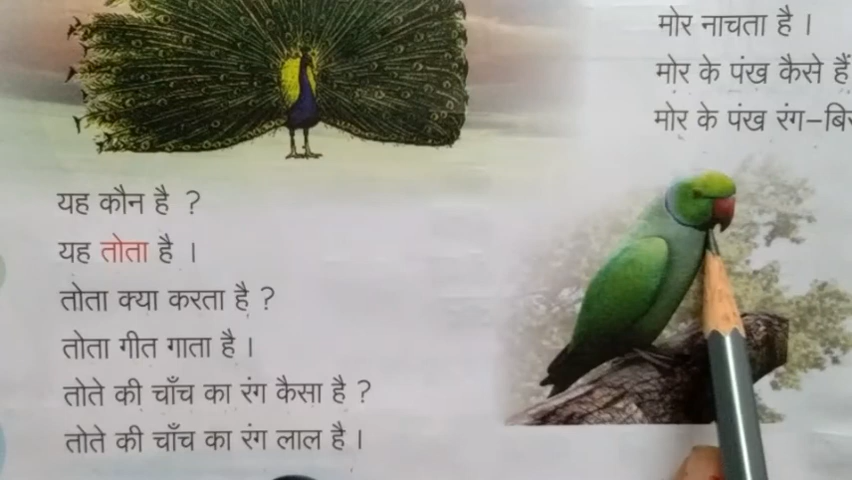 मोर नाचता है ।
मोर के पंख कैसे हैं
मोर के पंख रंग–बि
यह कौन है ?
यह तोता है ।
तोता क्या करता है ?
तोता गीत गाता है ।
तोते की चाँच का रंग कैसा है ?
तोते की चाँच का रंग लाल है ।